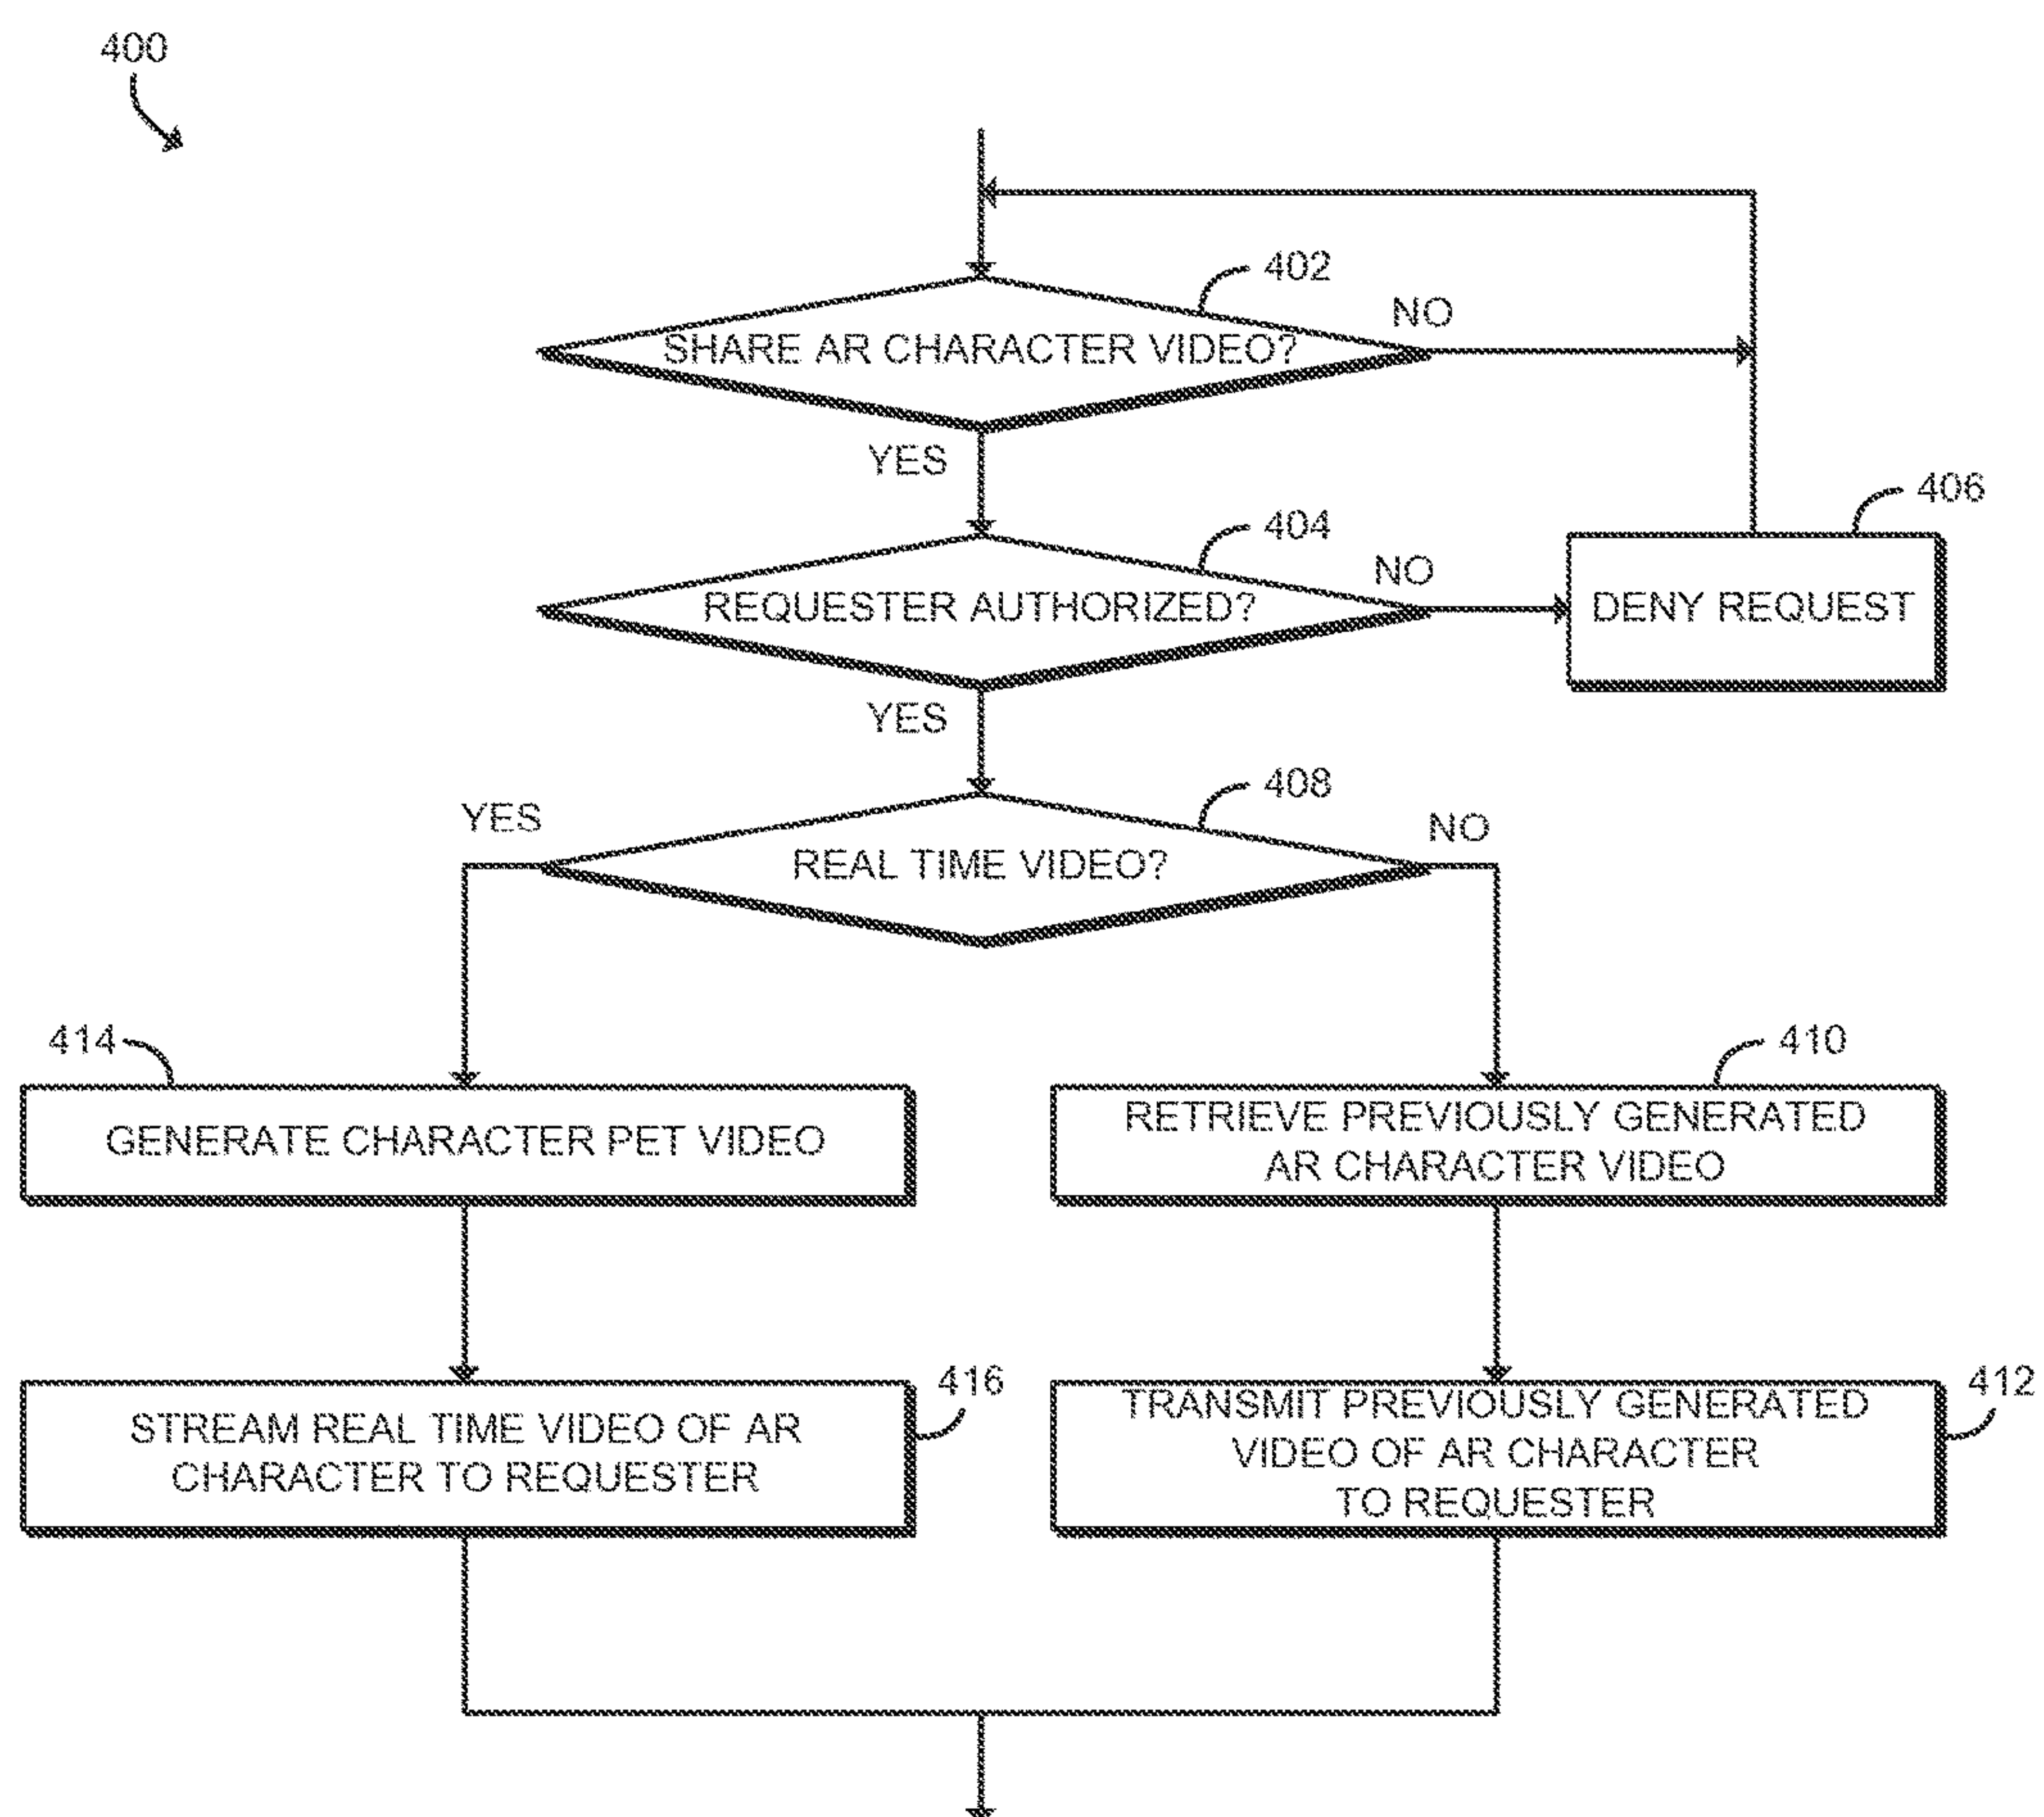 400
402
SHARE AR CHARACTER VIDEO?
NO
YES
404
REQUESTER AUTHORIZED?
NO
406
DENY REQUEST
YES
408
REAL TIME VIDEO?
YES
NO
414
GENERATE CHARACTER PET VIDEO
410
RETRIEVE PREVIOUSLY GENERATED
AR CHARACTER VIDEO
416
STREAM REAL TIME VIDEO OF AR
CHARACTER TO REQUESTER
412
TRANSMIT PREVIOUSLY GENERATED
VIDEO OF AR CHARACTER
TO REQUESTER